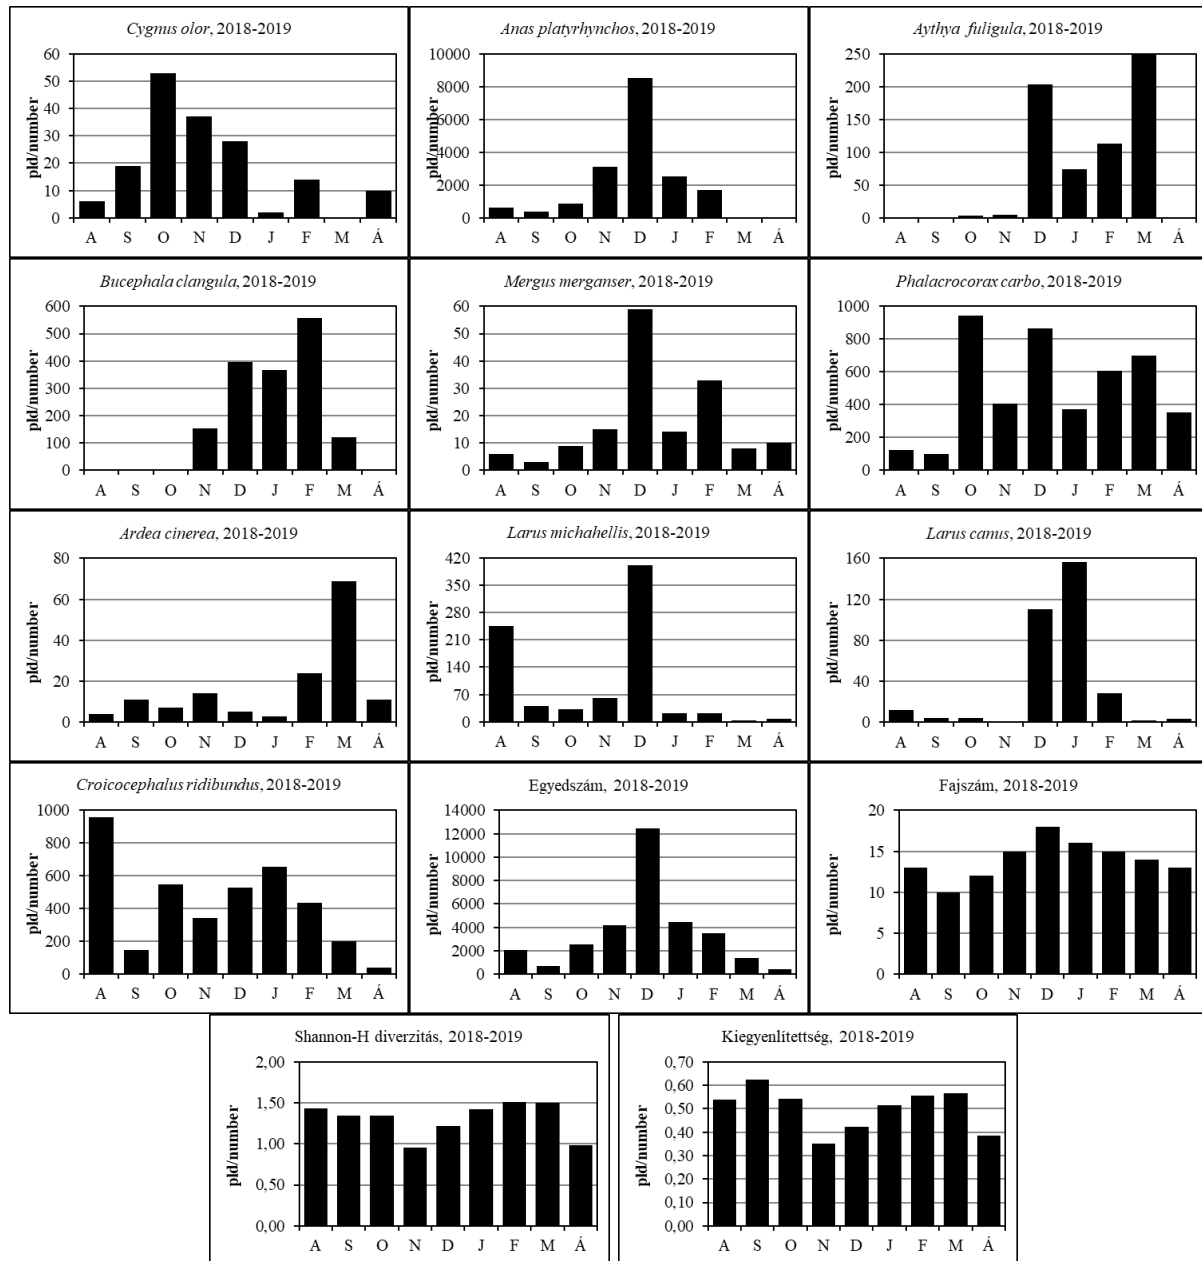 Cygnus olor, 2018-2019
60
50
40
30
20
10
0
pld/number
A S O N D J F M Á
Anas platyrhynchos, 2018-2019
10000
8000
6000
4000
2000
0
pld/number
A S O N D J F M Á
Aythya fuligula, 2018-2019
250
200
150
100
50
0
pld/number
A S O N D J F M Á
Bucephala clangula, 2018-2019
600
500
400
300
200
100
0
pld/number
A S O N D J F M Á
Mergus merganser, 2018-2019
60
50
40
30
20
10
0
pld/number
A S O N D J F M Á
Phalacrocorax carbo, 2018-2019
1000
800
600
400
200
0
pld/number
A S O N D J F M Á
Ardea cinerea, 2018-2019
80
60
40
20
0
pld/number
A S O N D J F M Á
Larus michahellis, 2018-2019
420
350
280
210
140
70
0
pld/number
A S O N D J F M Á
Larus canus, 2018-2019
160
120
80
40
0
pld/number
A S O N D J F M Á
Croicocephalus ridibundus, 2018-2019
1000
800
600
400
200
0
pld/number
A S O N D J F M Á
Egyedszám, 2018-2019
14000
12000
10000
8000
6000
4000
2000
0
pld/number
A S O N D J F M Á
Fajszám, 2018-2019
20
15
10
5
0
pld/number
A S O N D J F M Á
Shannon-H diverzitás, 2018-2019
2,00
1,50
1,00
0,50
0,00
pld/number
A S O N D J F M Á
Kiegyenlítettség, 2018-2019
0,70
0,60
0,50
0,40
0,30
0,20
0,10
0,00
pld/number
A S O N D J F M Á